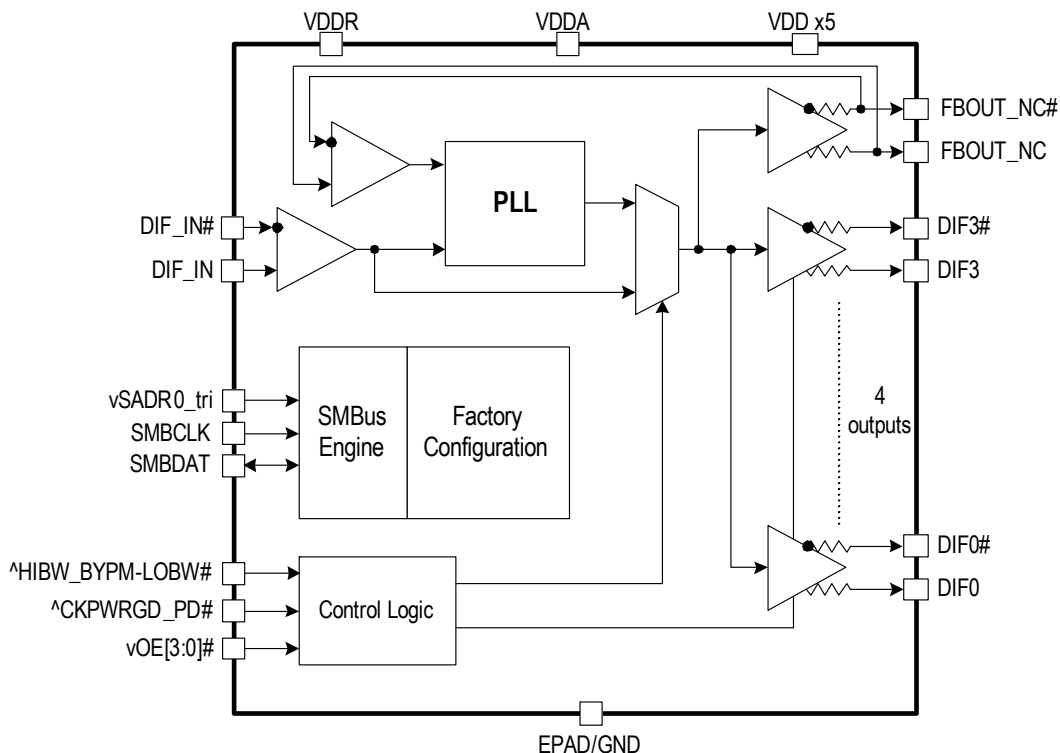 VDDR
VDDA
VDD x5
FBOUT_NC#
FBOUT_NC
PLL
DIF_IN#
DIF_IN
DIF3#
DIF3
vSADR0_tri
SMBCLK
SMBDAT
SMBus
Engine
Factory
Configuration
4
outputs
^HIBW_BYPM-LOBW#
^CKPWRGD_PD#
vOE[3:0]#
Control Logic
DIF0#
DIF0
EPAD/GND